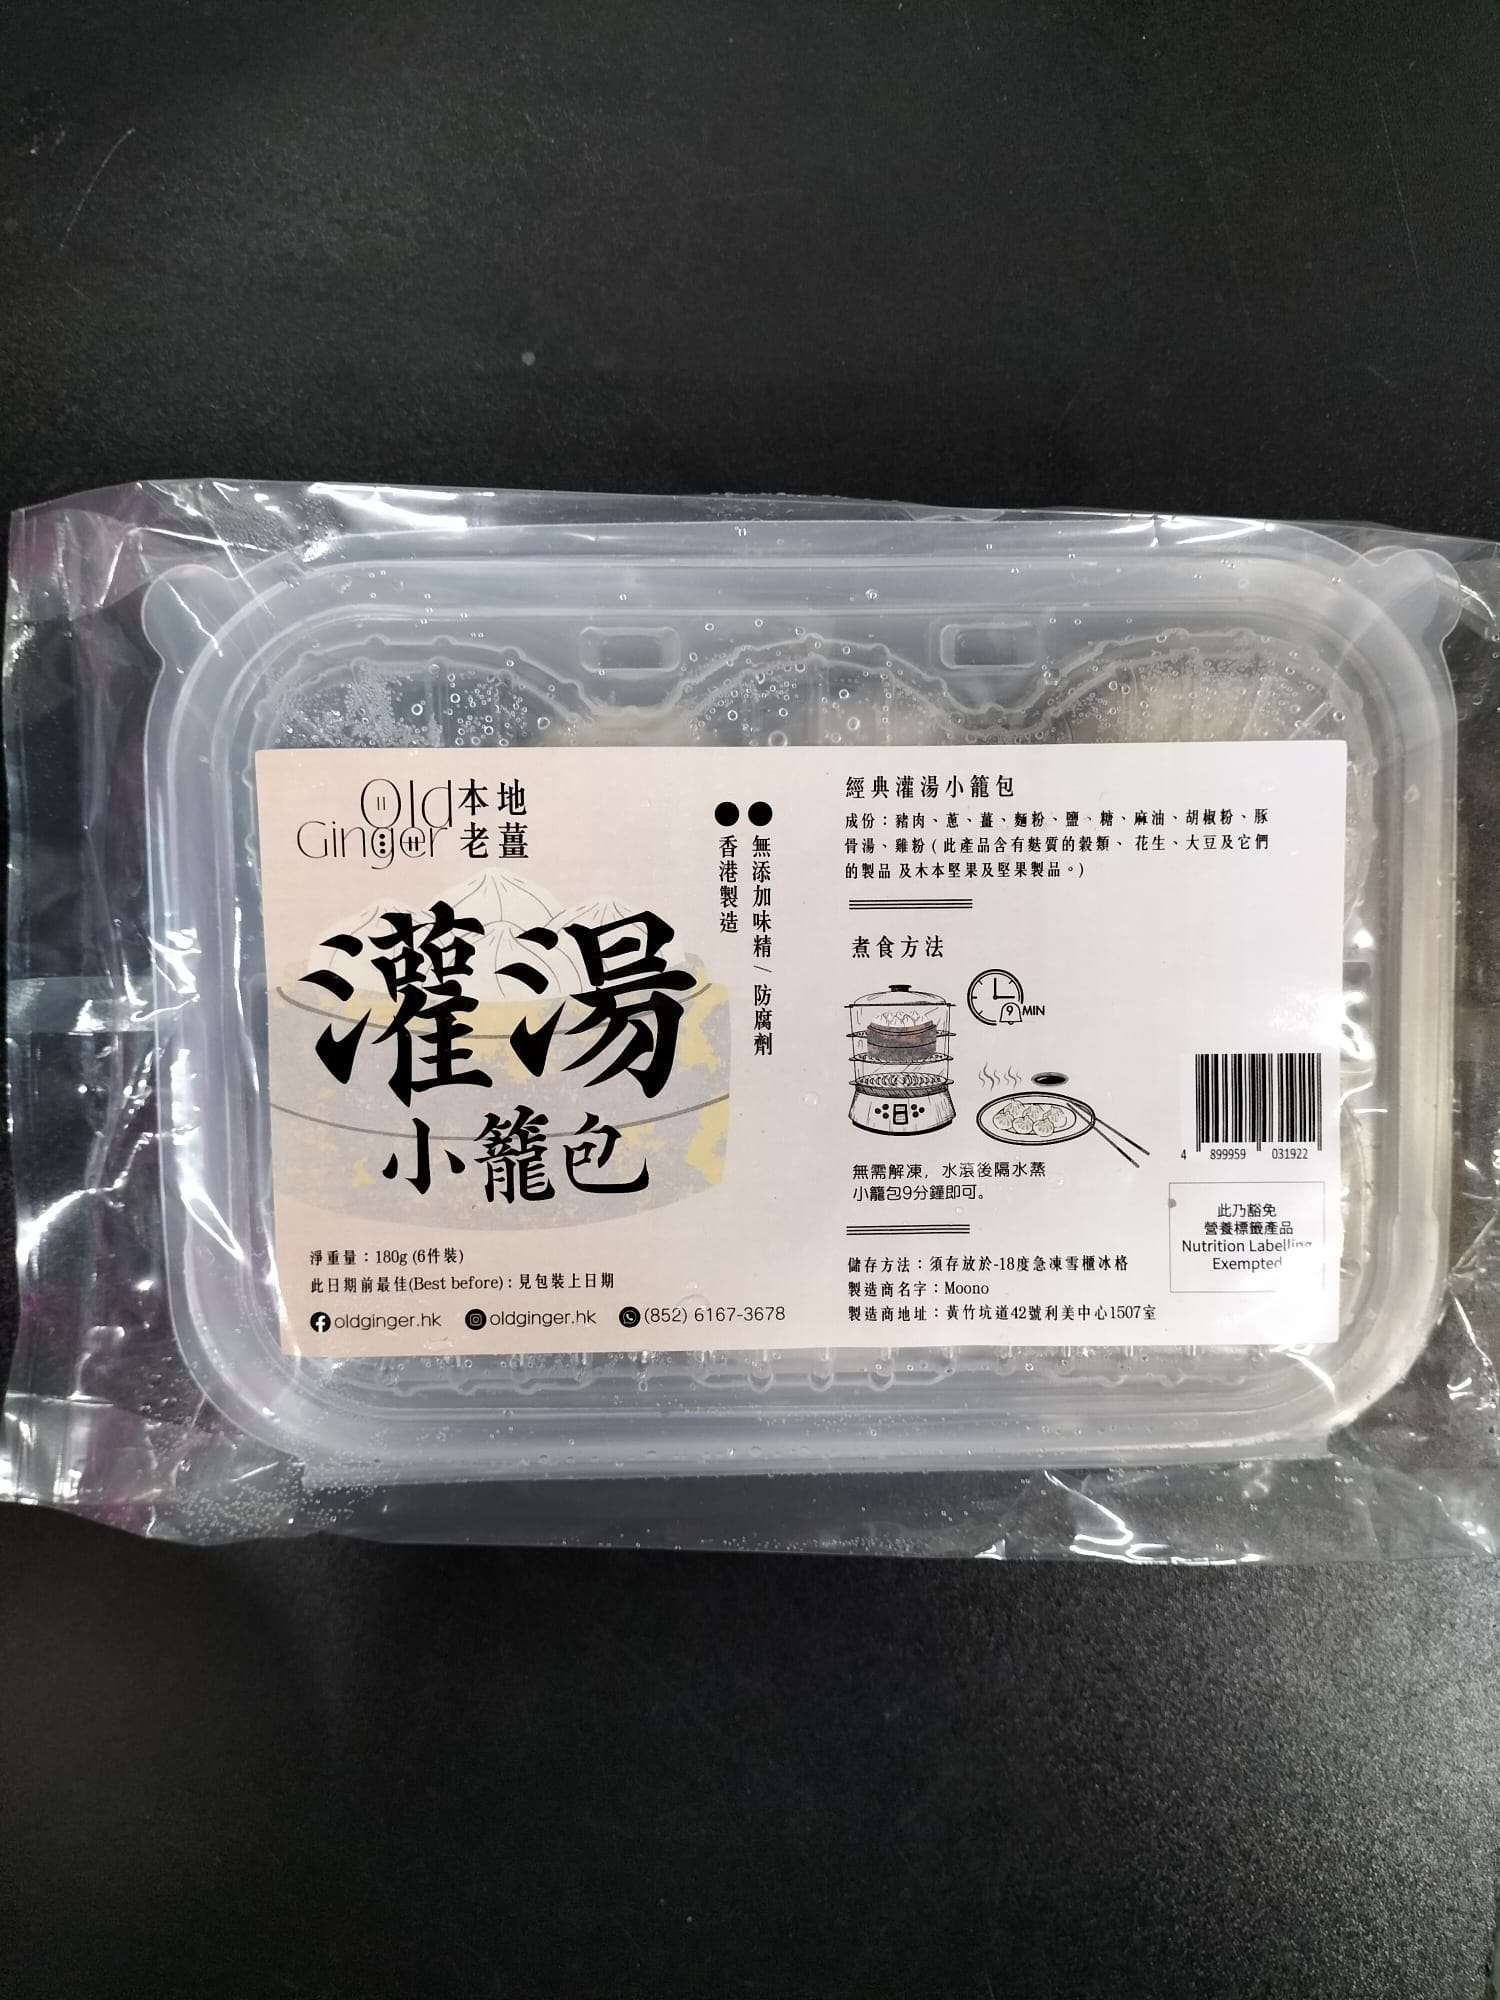 Old 本地
Ginger 老薑
灌湯
小籠包
香港製造
無添加味精/防腐劑
淨重量：180g (6件裝)
此日期前最佳(Best before)：見包裝上日期
oldginger.hk oldginger.hk (852) 6167-3678
經典灌湯小籠包
成份：豬肉、蔥、薑、麵粉、鹽、糖、麻油、胡椒粉、豚
骨湯、雞粉 ( 此產品含有麩質的穀類、 花生、大豆及它們
的製品 及木本堅果及堅果製品。)
煮食方法
9 MIN
無需解凍，水滾後隔水蒸
小籠包9分鐘即可。
4 899959 031922
此乃豁免
營養標籤產品
Nutrition Labelling
Exempted
儲存方法：須存放於-18度急凍雪櫃冰格
製造商名字：Moono
製造商地址：黃竹坑道42號利美中心1507室